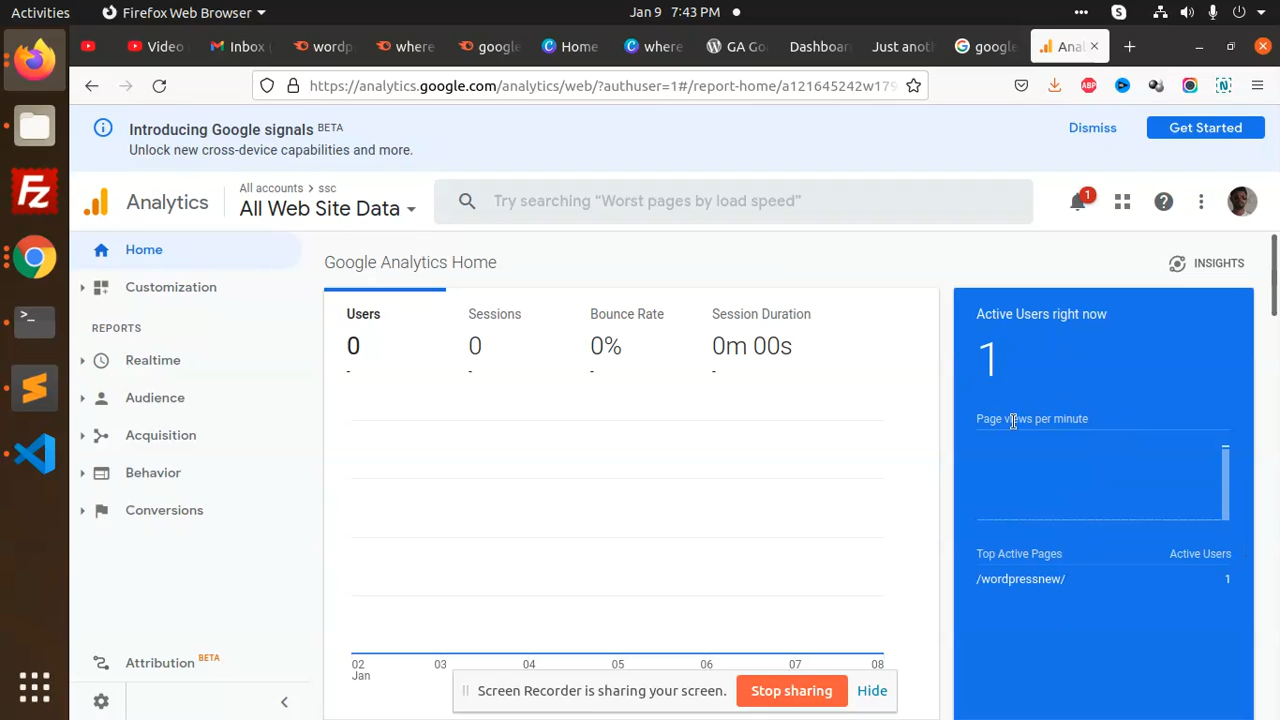 Activities
Firefox Web Browser
Jan 9 7:43 PM
Video
Inbox (
wordp
where
google
Home
where
GA Go
Dashboar
Just anot
google
Anal
https://analytics.google.com/analytics/web/?authuser=1#/report-home/a121645242w179
ABP
Introducing Google signals BETA
Unlock new cross-device capabilities and more.
Dismiss
Get Started
Analytics
All accounts > ssc
All Web Site Data
Try searching “Worst pages by load speed”
1
Home
Customization
REPORTS
Realtime
Audience
Acquisition
Behavior
Conversions
Attribution BETA
Google Analytics Home
INSIGHTS
Users
0
-
Sessions
0
-
Bounce Rate
0%
-
Session Duration
0m 00s
-
02 03 04 05 06 07 08
Jan
Active Users right now
1
Page views per minute
Top Active Pages Active Users
/wordpressnew/ 1
Screen Recorder is sharing your screen.
Stop sharing
Hide